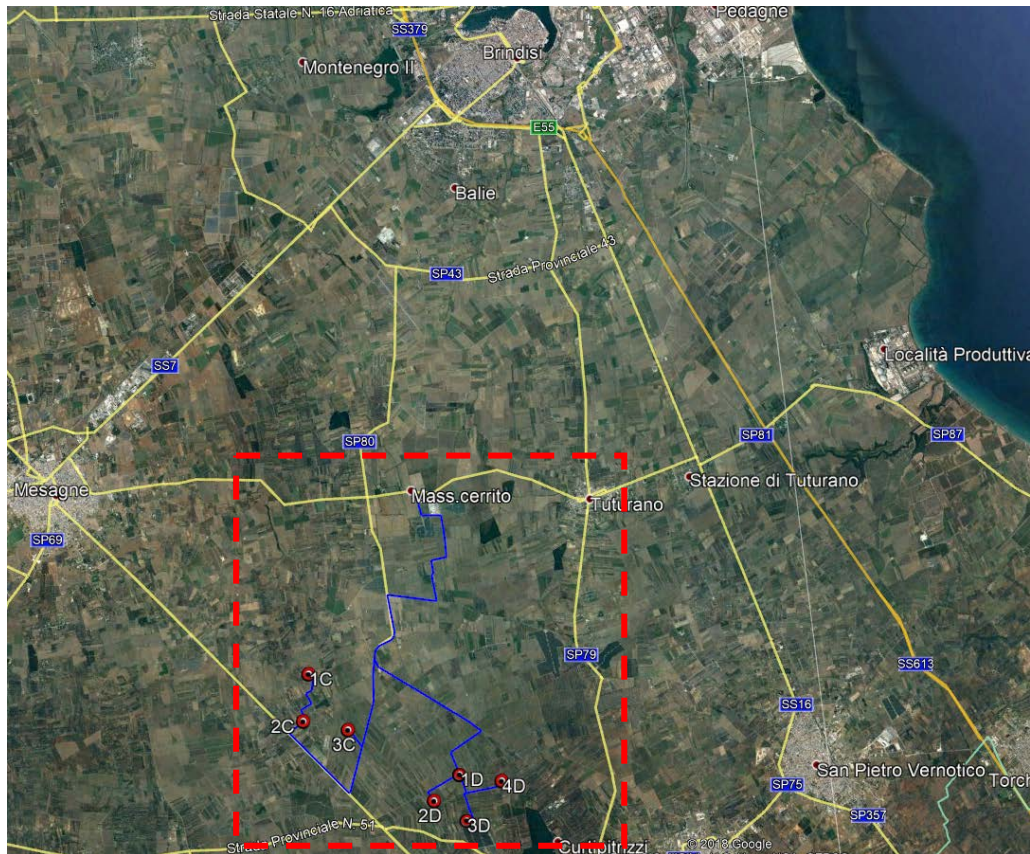 Strada Statale N. 16 Adriatica
Pedagne
SS379
Brindisi
Montenegro II
E55
Balie
Strada Provinciale 43
SP43
Località Produttiva
SS7
SP80
SP81
SP87
Mesagne
Mass.cerrito
Stazione di Tuturano
Tuturano
SP69
SP79
SS613
1C
SS16
2C
3C
San Pietro Vernotico
1D
4D
Torch
SP75
2D
3D
SP357
Strada Provinciale N. 51
Curtipitrizzi
© 2018 Google